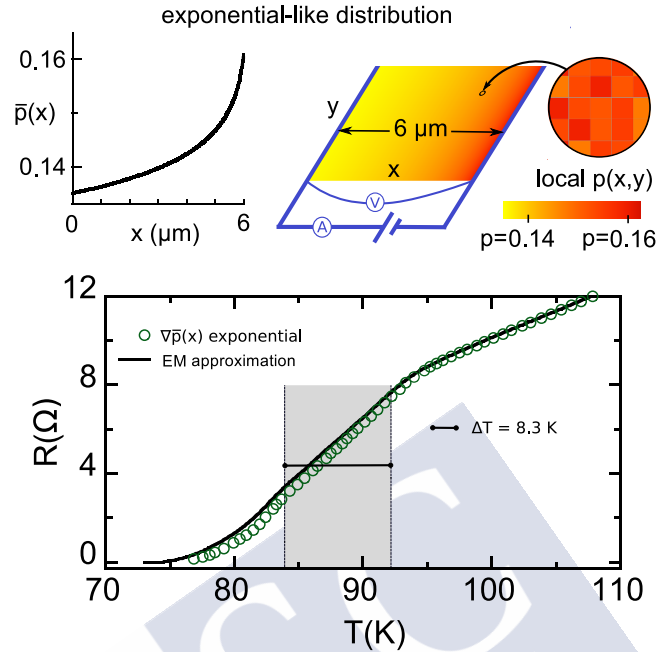 exponential-like distribution
0.16
p̄(x)
0.14
0
6
x (μm)
y
6 μm
x
V
A
local p(x,y)
p=0.14 p=0.16
12
8
4
0
R(Ω)
∇p̄(x) exponential
EM approximation
ΔT = 8.3 K
70 80 90 100 110
T(K)